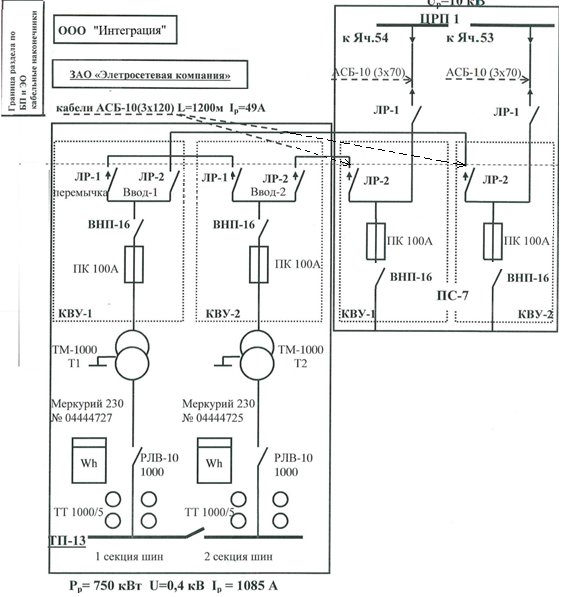 Uр=10 кВ
ЦРП 1
к Яч.54
к Яч.53
Граница раздела по
БП и ЭО
кабельные наконечники
ООО "Интеграция"
ЗАО «Элетросетевая компания»
АСБ-10 (3х70)
АСБ-10 (3х70)
кабели АСБ-10(3х120) L=1200м Iр=49А
ЛР-1
ЛР-1
ЛР-1
ЛР-2
ЛР-1
ЛР-2
ЛР-2
ЛР-2
перемычка
Ввод-1
Ввод-2
ВНП-16
ВНП-16
ПК 100А
ПК 100А
ПК 100А
ПК 100А
ВНП-16
ВНП-16
ПС-7
КВУ-1
КВУ-2
КВУ-1
КВУ-2
ТМ-1000
Т1
ТМ-1000
Т2
Меркурий 230
№ 04444727
Меркурий 230
№ 04444725
Wh
РЛВ-10
1000
Wh
РЛВ-10
1000
ТТ 1000/5
ТТ 1000/5
ТП-13
1 секция шин
2 секция шин
Рр= 750 кВт U=0,4 кВ Iр = 1085 А